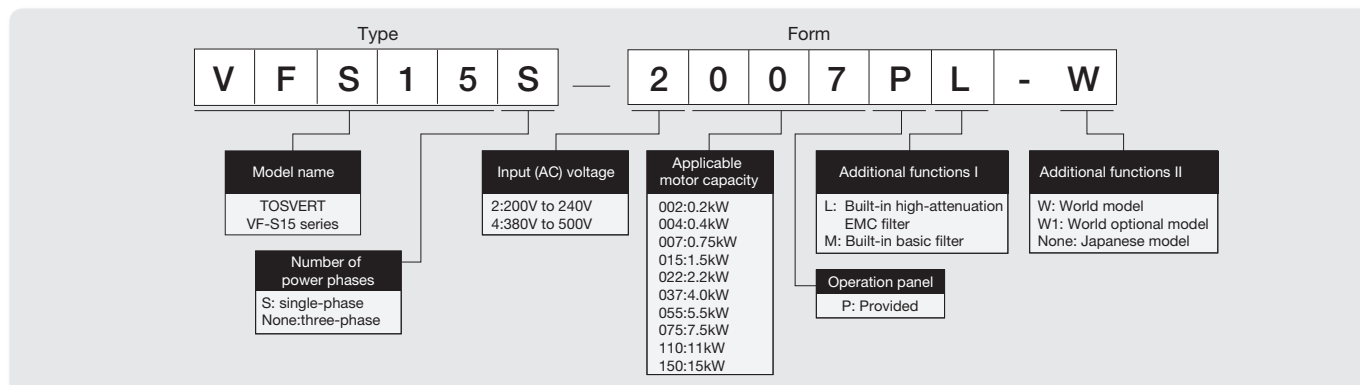 Type
Form
V F S 1 5 S — 2 0 0 7 P L - W
Model name
TOSVERT
VF-S15 series
Number of
power phases
S: single-phase
None:three-phase
Input (AC) voltage
2:200V to 240V
4:380V to 500V
Applicable
motor capacity
002:0.2kW
004:0.4kW
007:0.75kW
015:1.5kW
022:2.2kW
037:4.0kW
055:5.5kW
075:7.5kW
110:11kW
150:15kW
Additional functions I
L: Built-in high-attenuation
EMC filter
M: Built-in basic filter
Operation panel
P: Provided
Additional functions II
W: World model
W1: World optional model
None: Japanese model